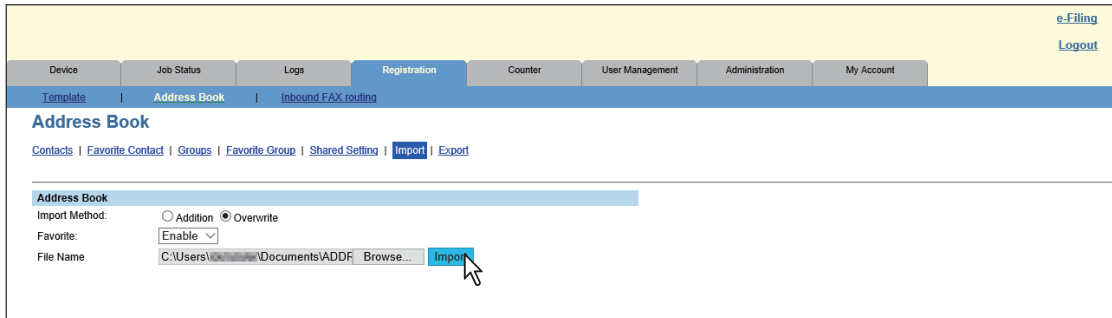 e-Filing
Logout
Device Job Status Logs Registration Counter User Management Administration My Account
Template | Address Book | Inbound FAX routing
Address Book
Contacts | Favorite Contact | Groups | Favorite Group | Shared Setting | Import | Export
Address Book
Import Method: Addition Overwrite
Favorite: Enable
File Name C:\Users\ \Documents\ADDR Browse... Import